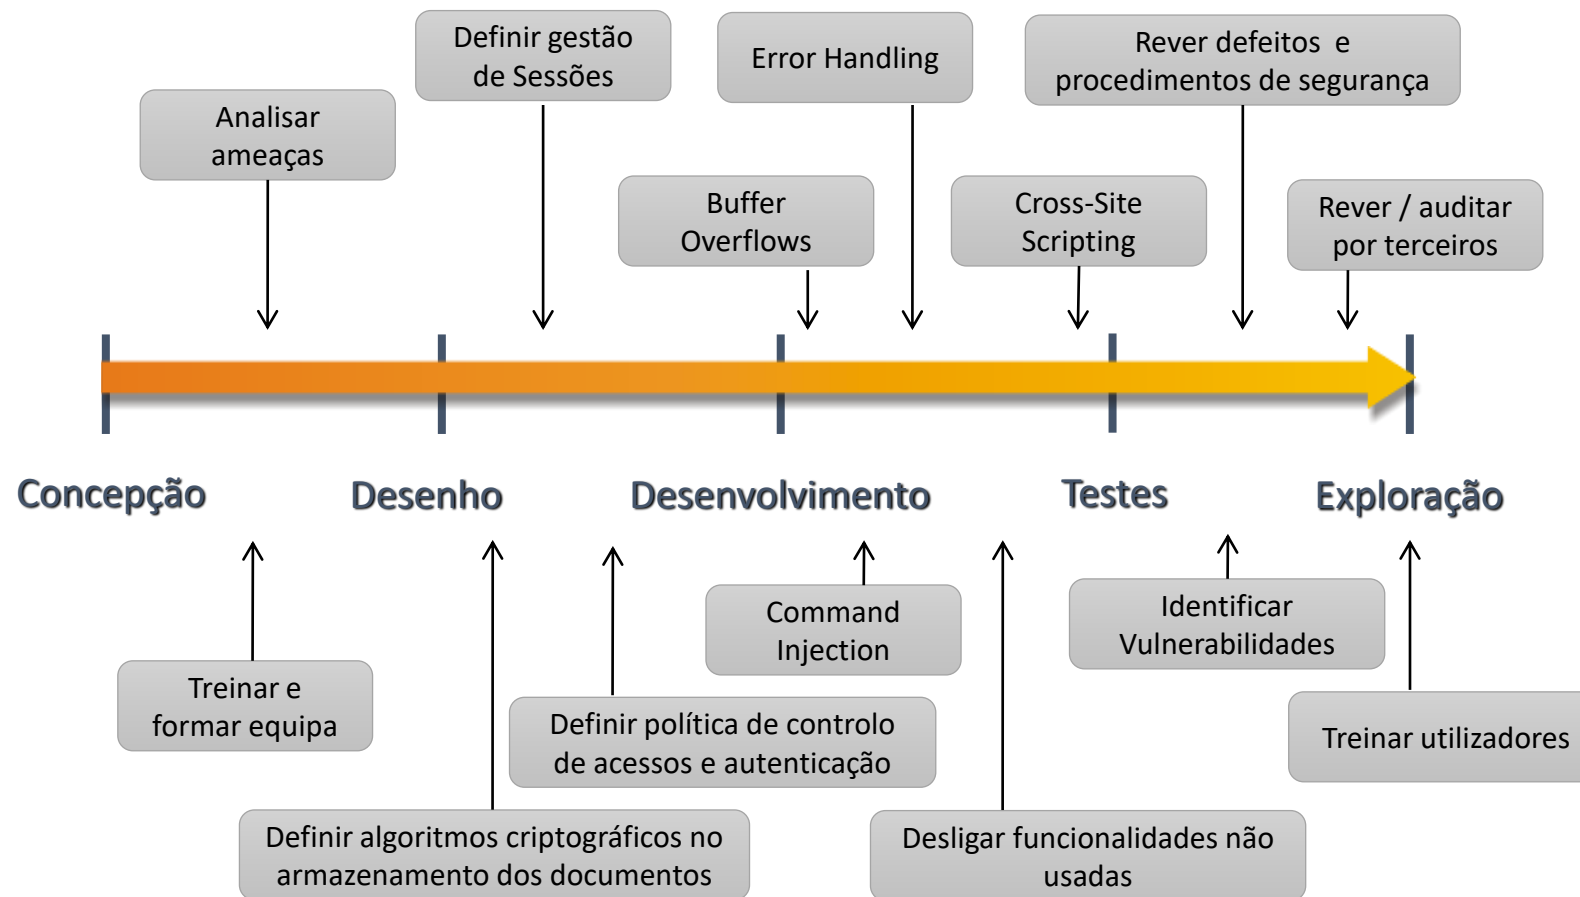 Definir gestão
de Sessões
Error Handling
Rever defeitos e
procedimentos de segurança
Analisar
ameaças
Buffer
Overflows
Cross-Site
Scripting
Rever / auditar
por terceiros
Concepção
Desenho
Desenvolvimento
Testes
Exploração
Treinar e
formar equipa
Definir política de controlo
de acessos e autenticação
Command
Injection
Identificar
Vulnerabilidades
Treinar utilizadores
Definir algoritmos criptográficos no
armazenamento dos documentos
Desligar funcionalidades não
usadas